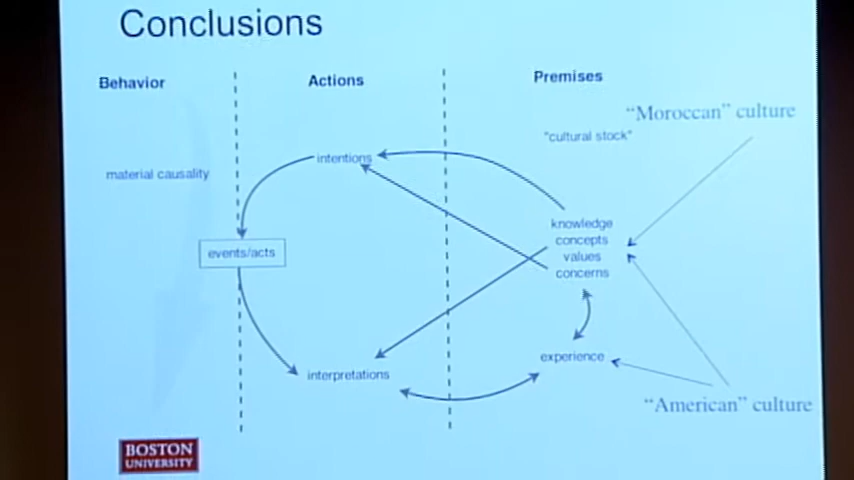 Conclusions
Behavior
Actions
Premises
"Moroccan" culture
"cultural stock"
intentions
material causality
knowledge
concepts
values
concerns
events/acts
experience
interpretations
"American" culture
BOSTON
UNIVERSITY